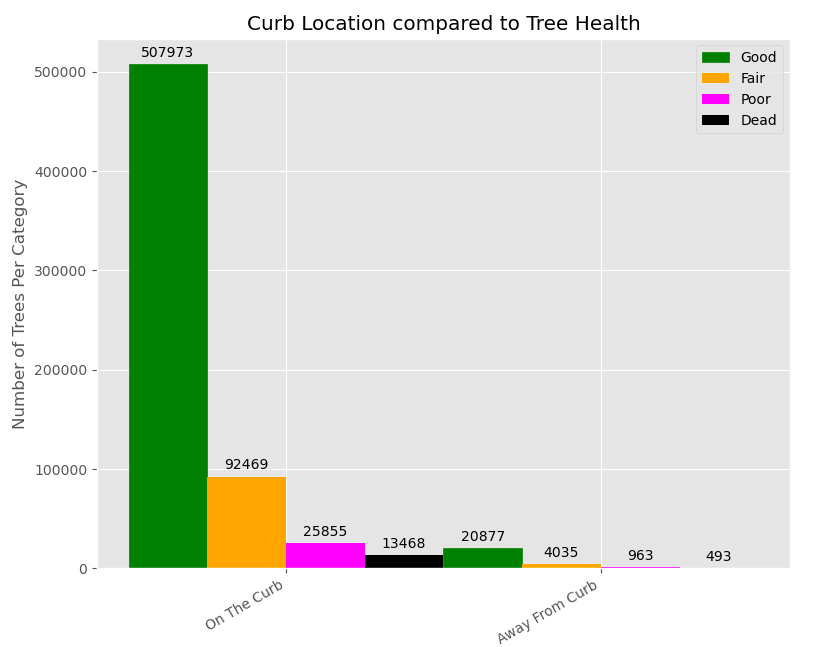 Curb Location compared to Tree Health
507973
Good
Fair
Poor
Dead
500000
400000
300000
200000
100000
0
Number of Trees Per Category
92469
25855
13468
20877
4035
963
493
On The Curb
Away From Curb